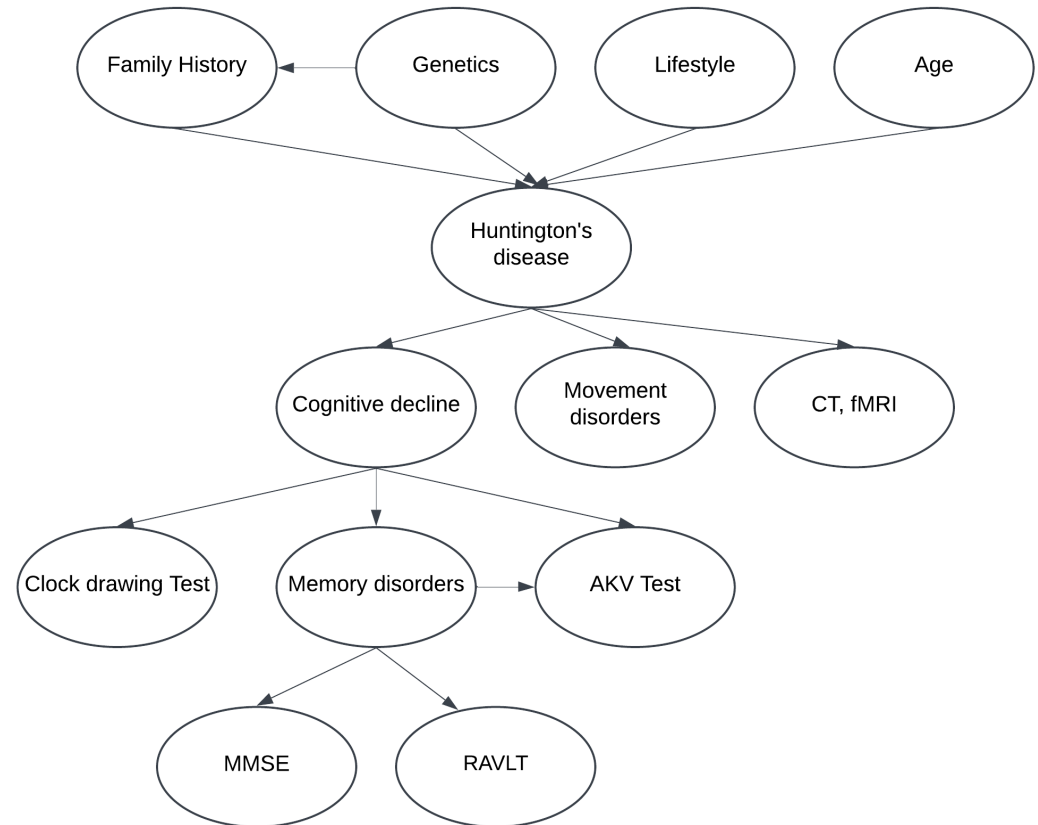 Family History
Genetics
Lifestyle
Age
Huntington's
disease
Cognitive decline
Movement
disorders
CT, fMRI
Clock drawing Test
Memory disorders
AKV Test
MMSE
RAVLT